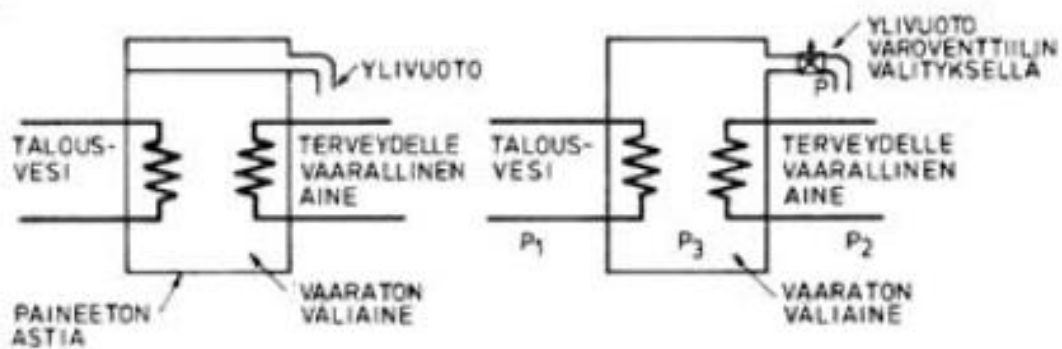 YLIVUOTO
TALOUS-
VESI
TERVEYDELLE
VAARALLINEN
AINE
PAINEETON
ASTIA
VAARATON
VALIAINE
YLIVUOTO
VAROVENTTIILIN
VALITYKSELLÄ
P
TALOUS-
VESI
TERVEYDELLE
VAARALLINEN
AINE
P1
P3
P2
VAARATON
VALIAINE